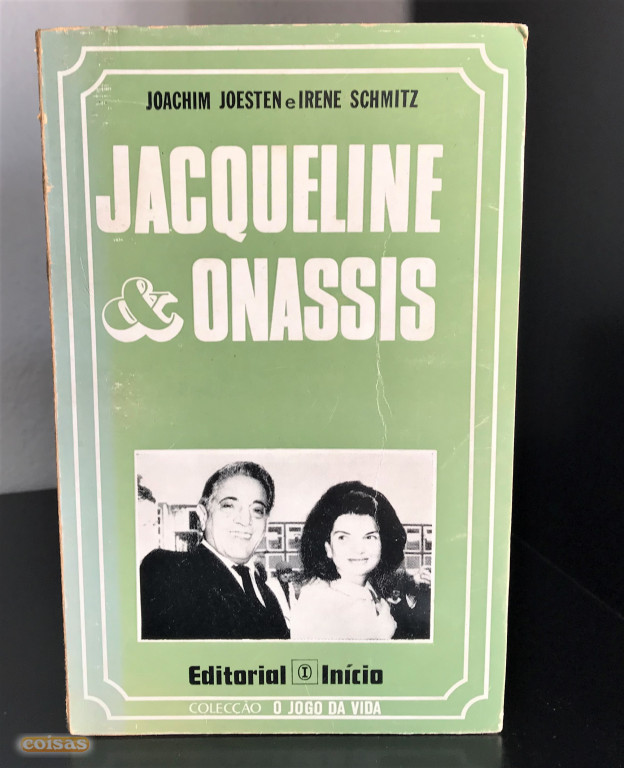 JOACHIM JOESTEN e IRENE SCHMITZ
JACQUELINE
& ONASSIS
Editorial I Início
COLECÇÃO O JOGO DA VIDA
coisas